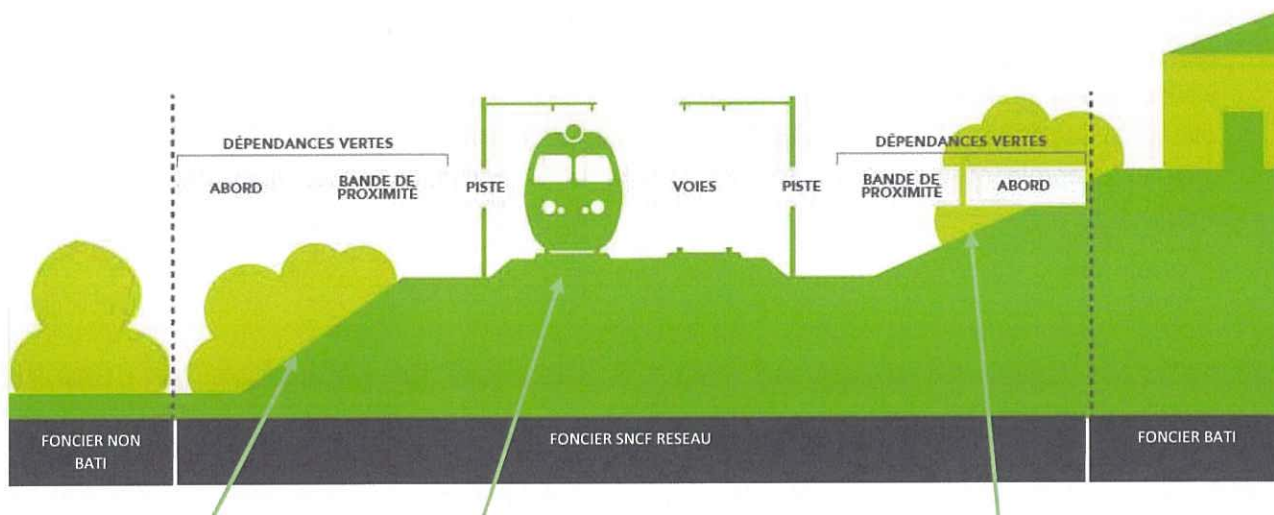 DÉPENDANCES VERTES
ABORD
BANDE DE
PROXIMITÉ
PISTE
VOIES
PISTE
DÉPENDANCES VERTES
BANDE DE
PROXIMITÉ
ABORD
FONCIER NON
BATI
FONCIER SNCF RESEAU
FONCIER BATI